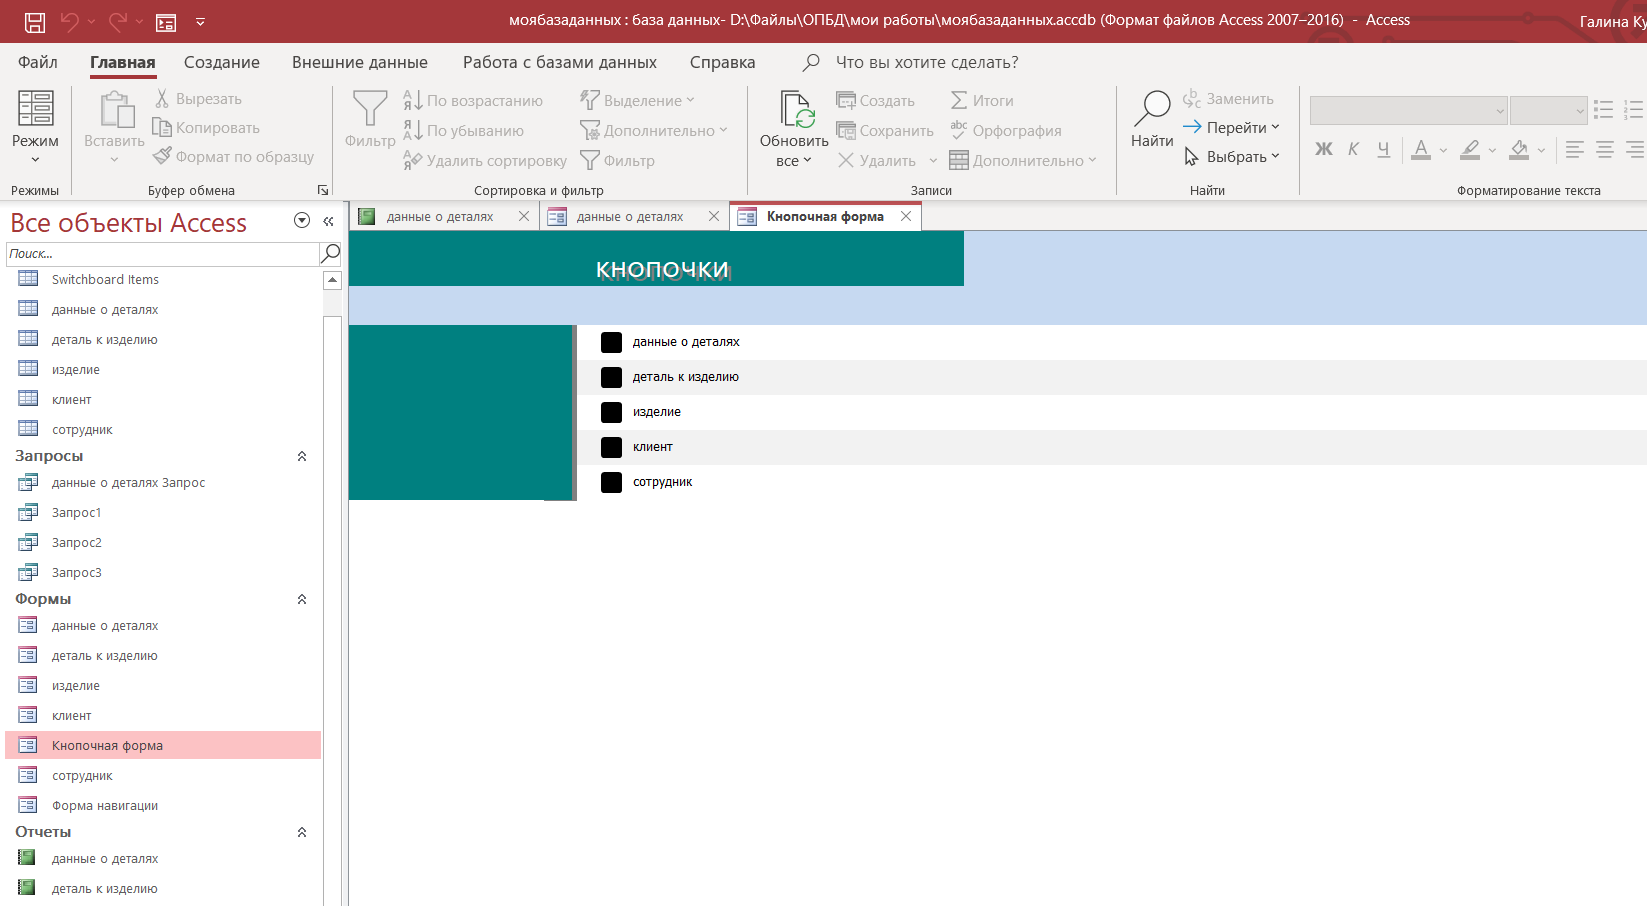 моябазаданных : база данных- D:\Файлы\ОПБД\мои работы\моябазаданных.accdb (Формат файлов Access 2007–2016) - Access
Галина Ку
Файл Главная Создание Внешние данные Работа с базами данных Справка Что вы хотите сделать?
Режим
Режимы
Вставить
Вырезать
Копировать
Формат по образцу
Буфер обмена
Фильтр
По возрастанию
По убыванию
Удалить сортировку
Выделение
Дополнительно
Фильтр
Сортировка и фильтр
Обновить
все
Создать
Сохранить
Удалить
Итоги
Орфография
Дополнительно
Записи
Найти
Заменить
Перейти
Выбрать
Найти
Ж К Ч А
Форматирование текста
Все объекты Access
Поиск...
Switchboard Items
данные о деталях
деталь к изделию
изделие
клиент
сотрудник
Запросы
данные о деталях Запрос
Запрос1
Запрос2
Запрос3
Формы
данные о деталях
деталь к изделию
изделие
клиент
Кнопочная форма
сотрудник
Форма навигации
Отчеты
данные о деталях
деталь к изделию
данные о деталях
данные о деталях
Кнопочная форма
КНОПОЧКИ
данные о деталях
деталь к изделию
изделие
клиент
сотрудник